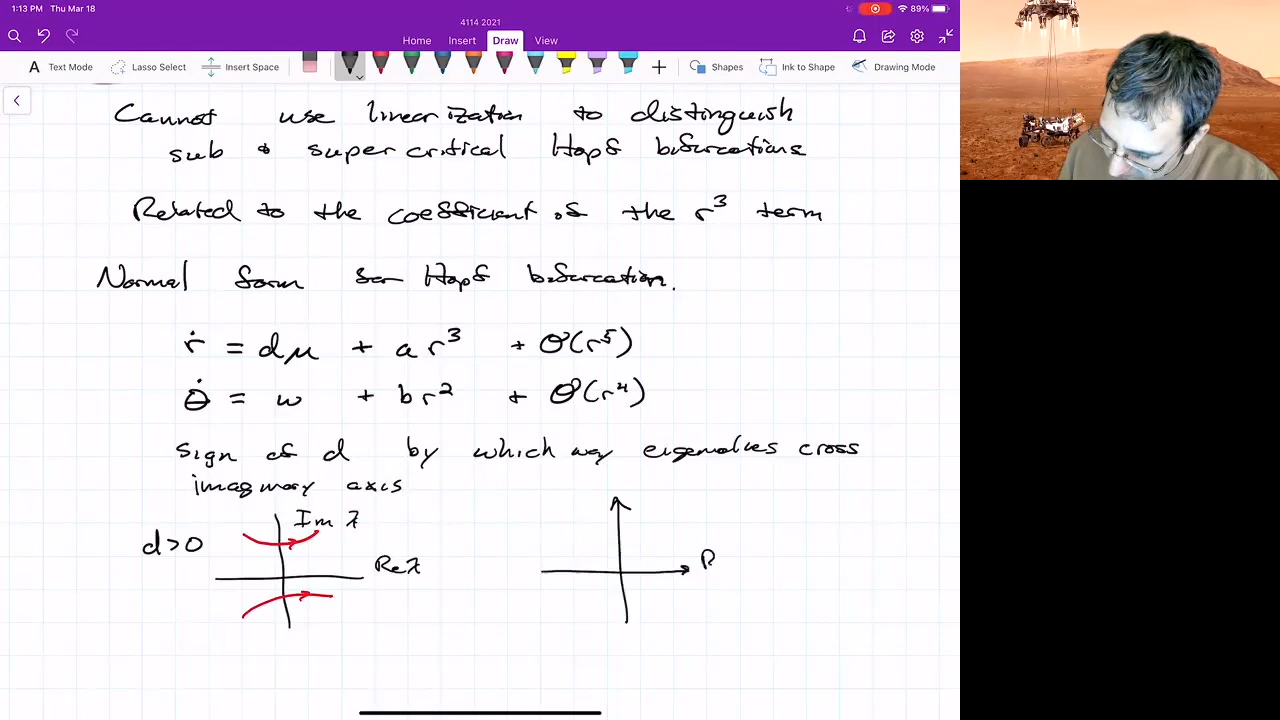 1:13 PM Thu Mar 18
89%
4114 2021
Home Insert Draw View
Text Mode Lasso Select Insert Space Shapes Ink to Shape Drawing Mode
Cannot use linearization to distinguish
sub & supercritical Hopf bifurcations
Related to the coefficient of the r³ term
Normal form for Hopf bifurcation.
ṙ = dμ + a r³ + O(r⁵)
θ̇ = ω + b r² + O(r⁴)
sign of d by which way eigenvalues cross
imaginary axis
Im λ
d>0
Re λ
R